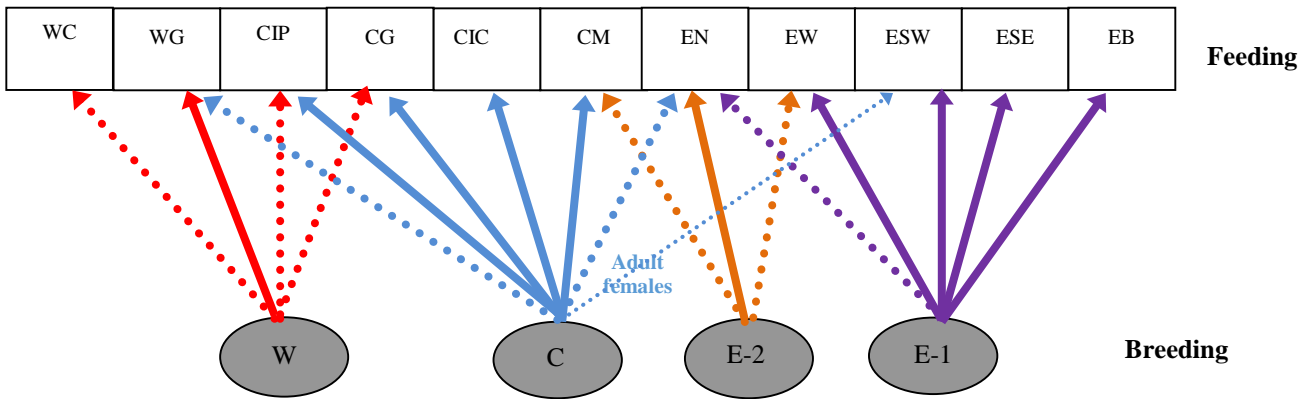 WC WG CIP CG CIC CM EN EW ESW ESE EB
Feeding
Adult
females
W C E-2 E-1
Breeding